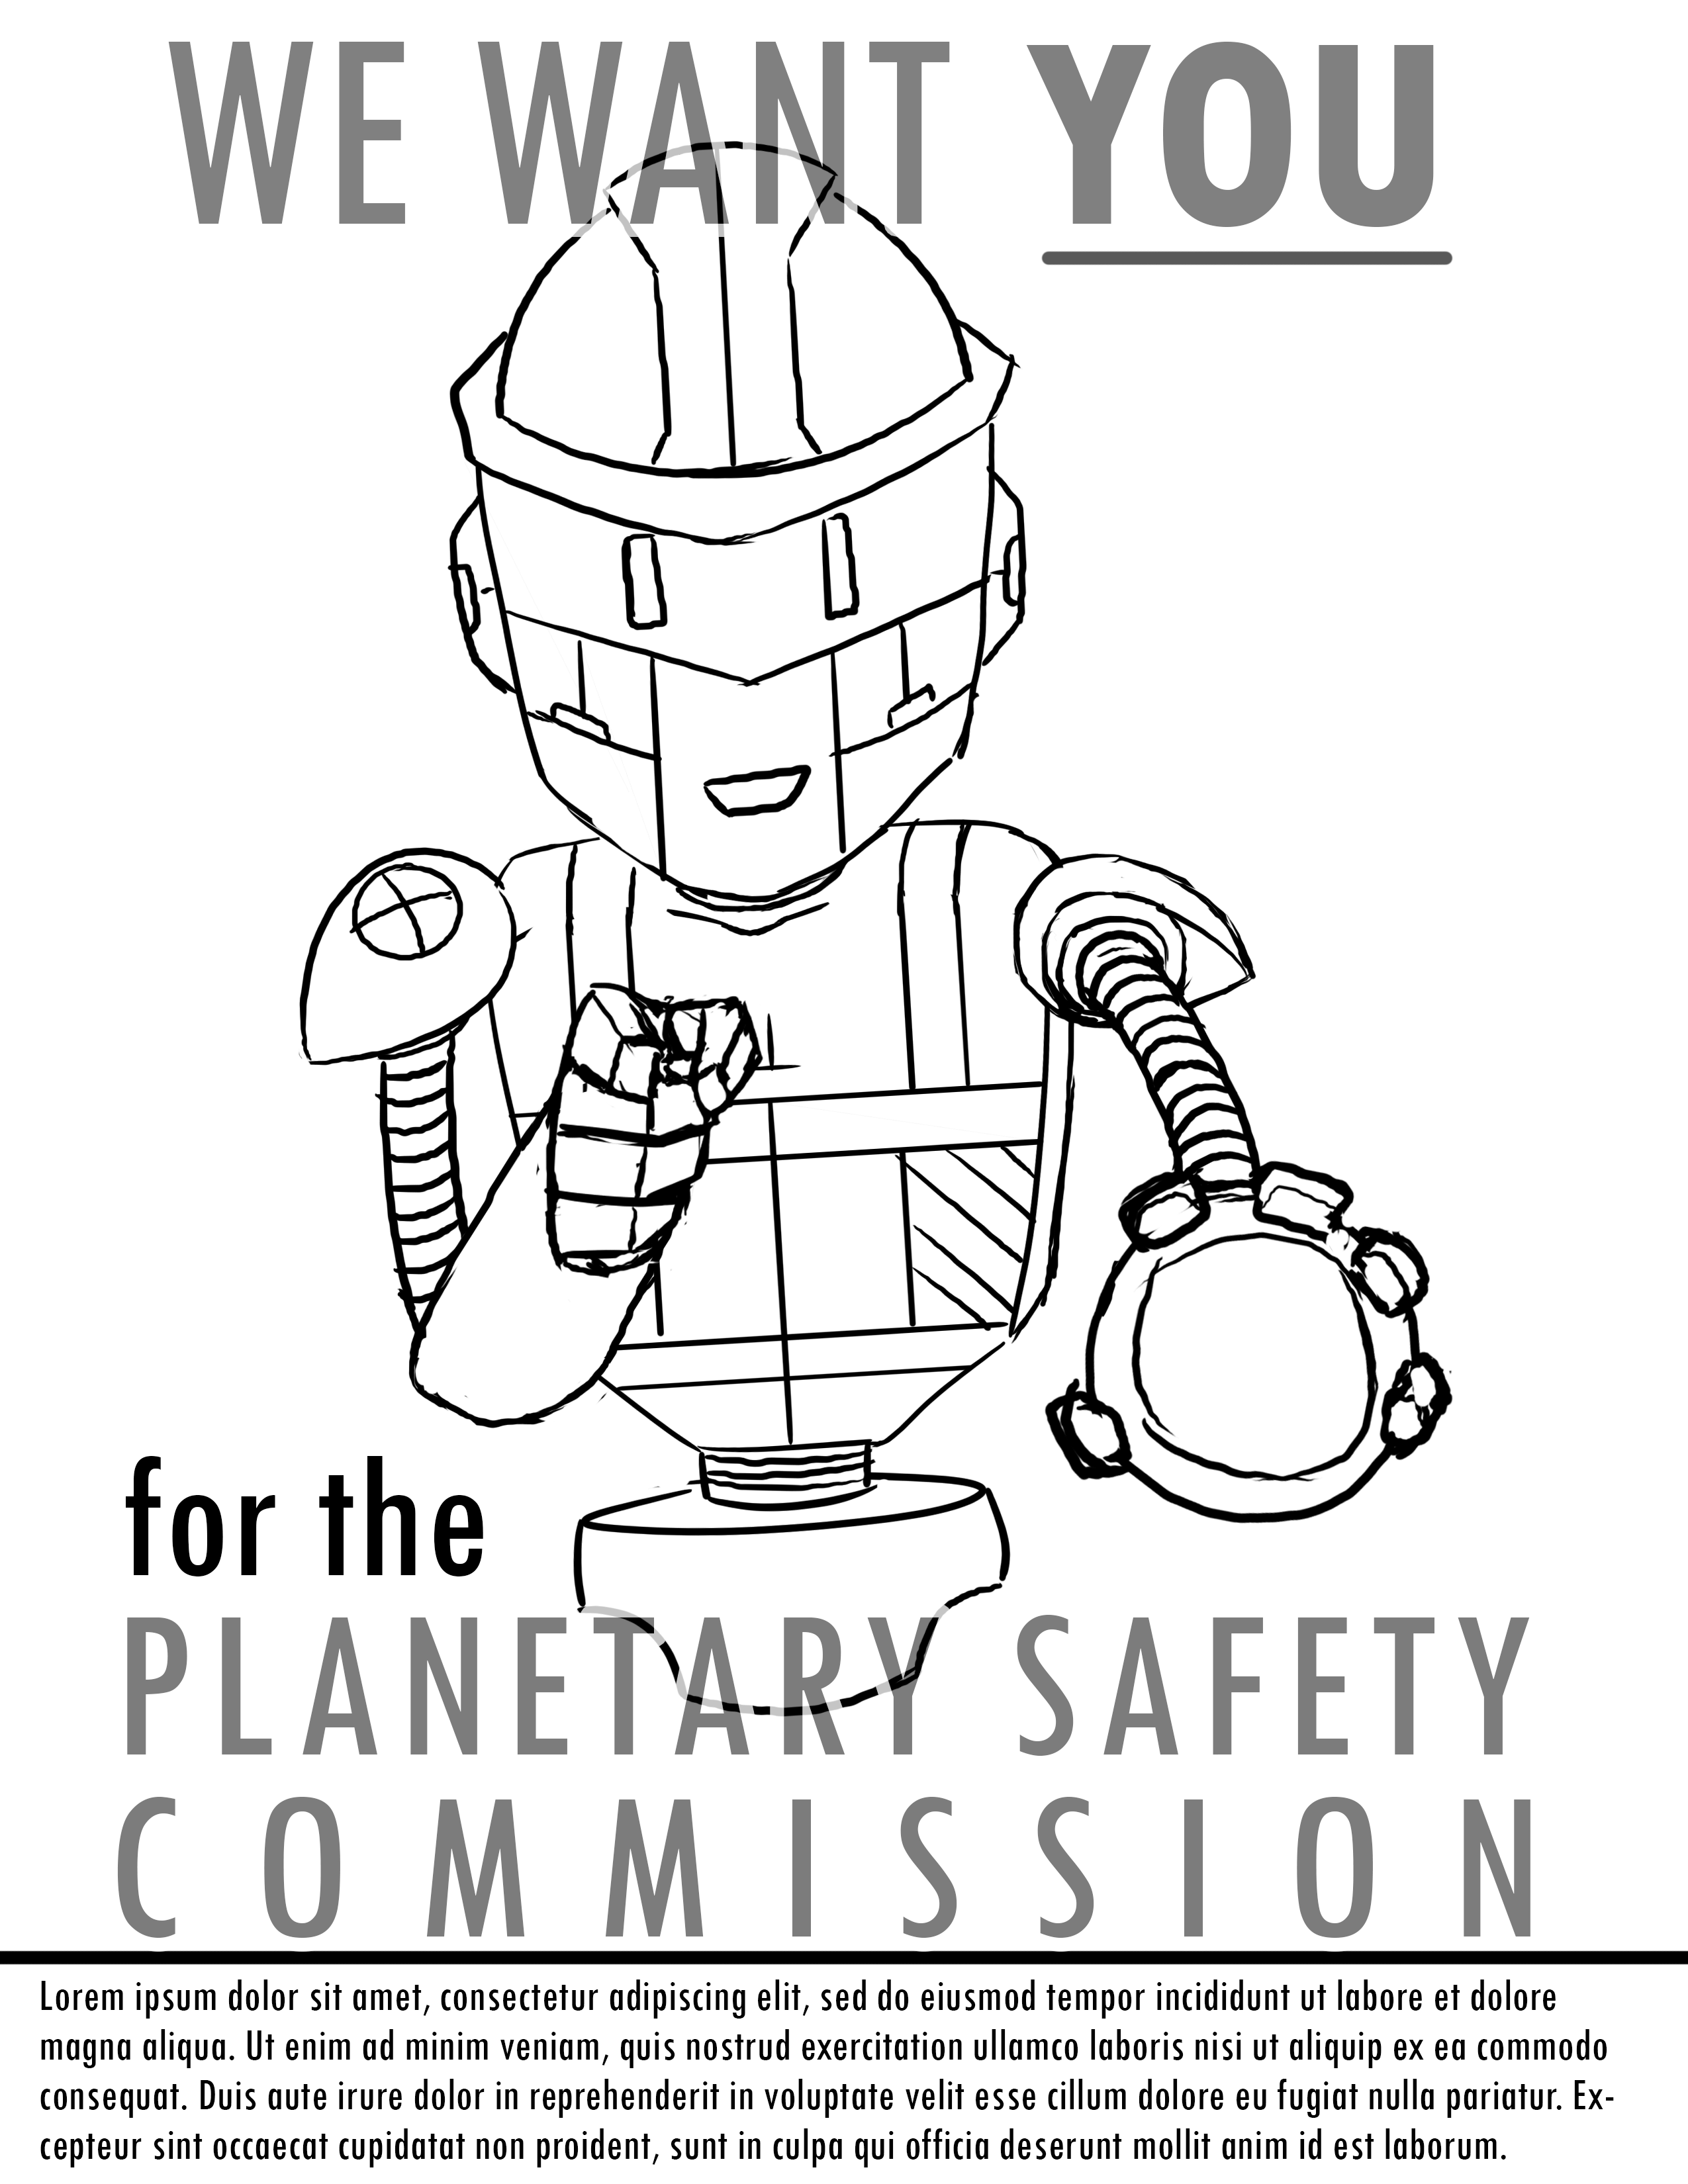 WE WANT YOU
for the
PLANETARY SAFETY
COMMISSION
Lorem ipsum dolor sit amet, consectetur adipiscing elit, sed do eiusmod tempor incididunt ut labore et dolore
magna aliqua. Ut enim ad minim veniam, quis nostrud exercitation ullamco laboris nisi ut aliquip ex ea commodo
consequat. Duis aute irure dolor in reprehenderit in voluptate velit esse cillum dolore eu fugiat nulla pariatur. Ex-
cepteur sint occaecat cupidatat non proident, sunt in culpa qui officia deserunt mollit anim id est laborum.